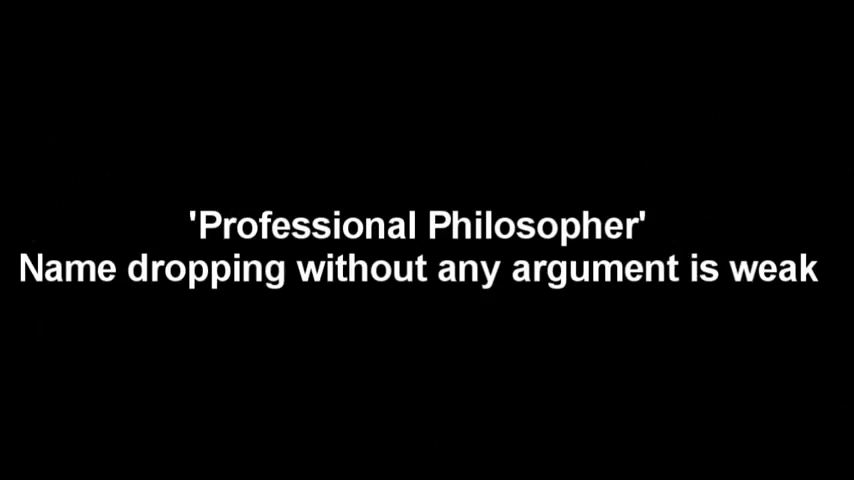 'Professional Philosopher'
Name dropping without any argument is weak